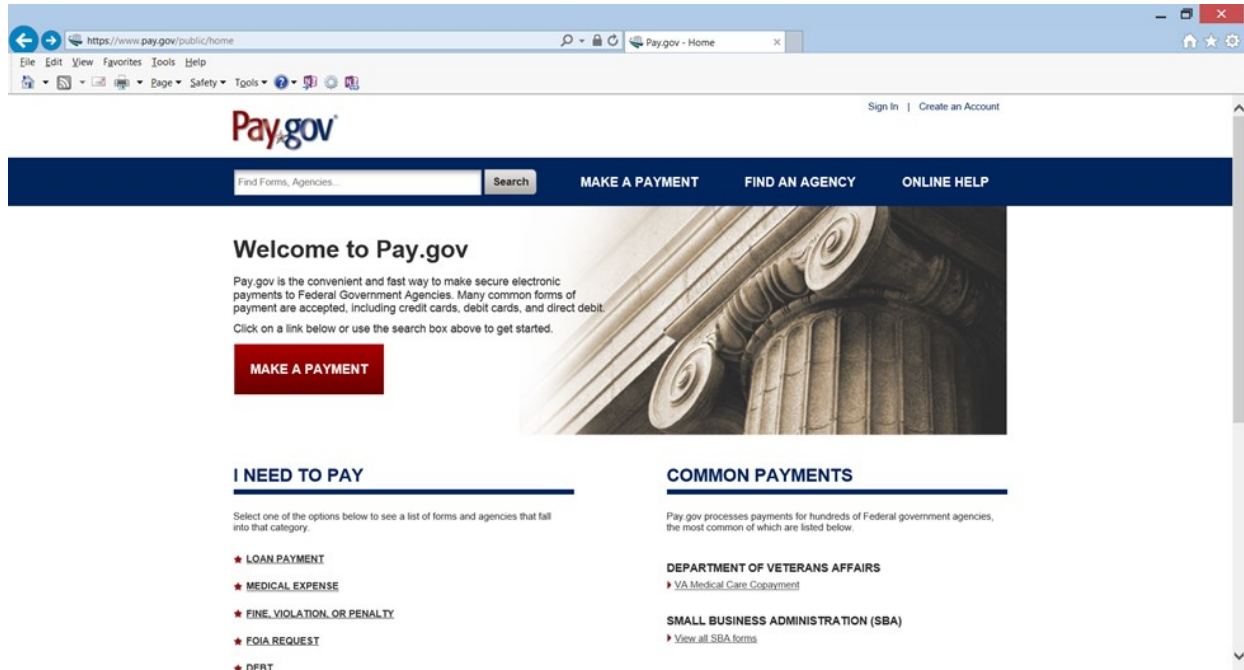 https://www.pay.gov/public/home
Pay.gov - Home
File Edit View Favorites Tools Help
Page Safety Tools
Sign In | Create an Account
Pay.gov
Find Forms, Agencies...
Search
MAKE A PAYMENT
FIND AN AGENCY
ONLINE HELP
Welcome to Pay.gov
Pay.gov is the convenient and fast way to make secure electronic
payments to Federal Government Agencies. Many common forms of
payment are accepted, including credit cards, debit cards, and direct debit.
Click on a link below or use the search box above to get started.
MAKE A PAYMENT
I NEED TO PAY
Select one of the options below to see a list of forms and agencies that fall
into that category.
LOAN PAYMENT
MEDICAL EXPENSE
FINE, VIOLATION, OR PENALTY
FOIA REQUEST
DEBT
COMMON PAYMENTS
Pay.gov processes payments for hundreds of Federal government agencies,
the most common of which are listed below.
DEPARTMENT OF VETERANS AFFAIRS
VA Medical Care Copayment
SMALL BUSINESS ADMINISTRATION (SBA)
View all SBA forms